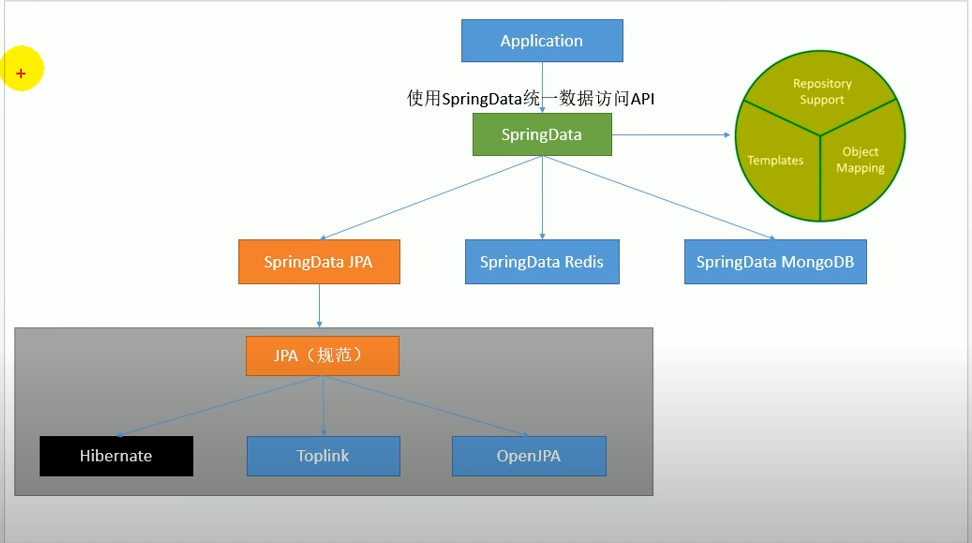 Application
使用SpringData统一数据访问API
SpringData
Repository
Support
Templates
Object
Mapping
SpringData JPA
SpringData Redis
SpringData MongoDB
JPA（规范）
Hibernate
Toplink
OpenJPA